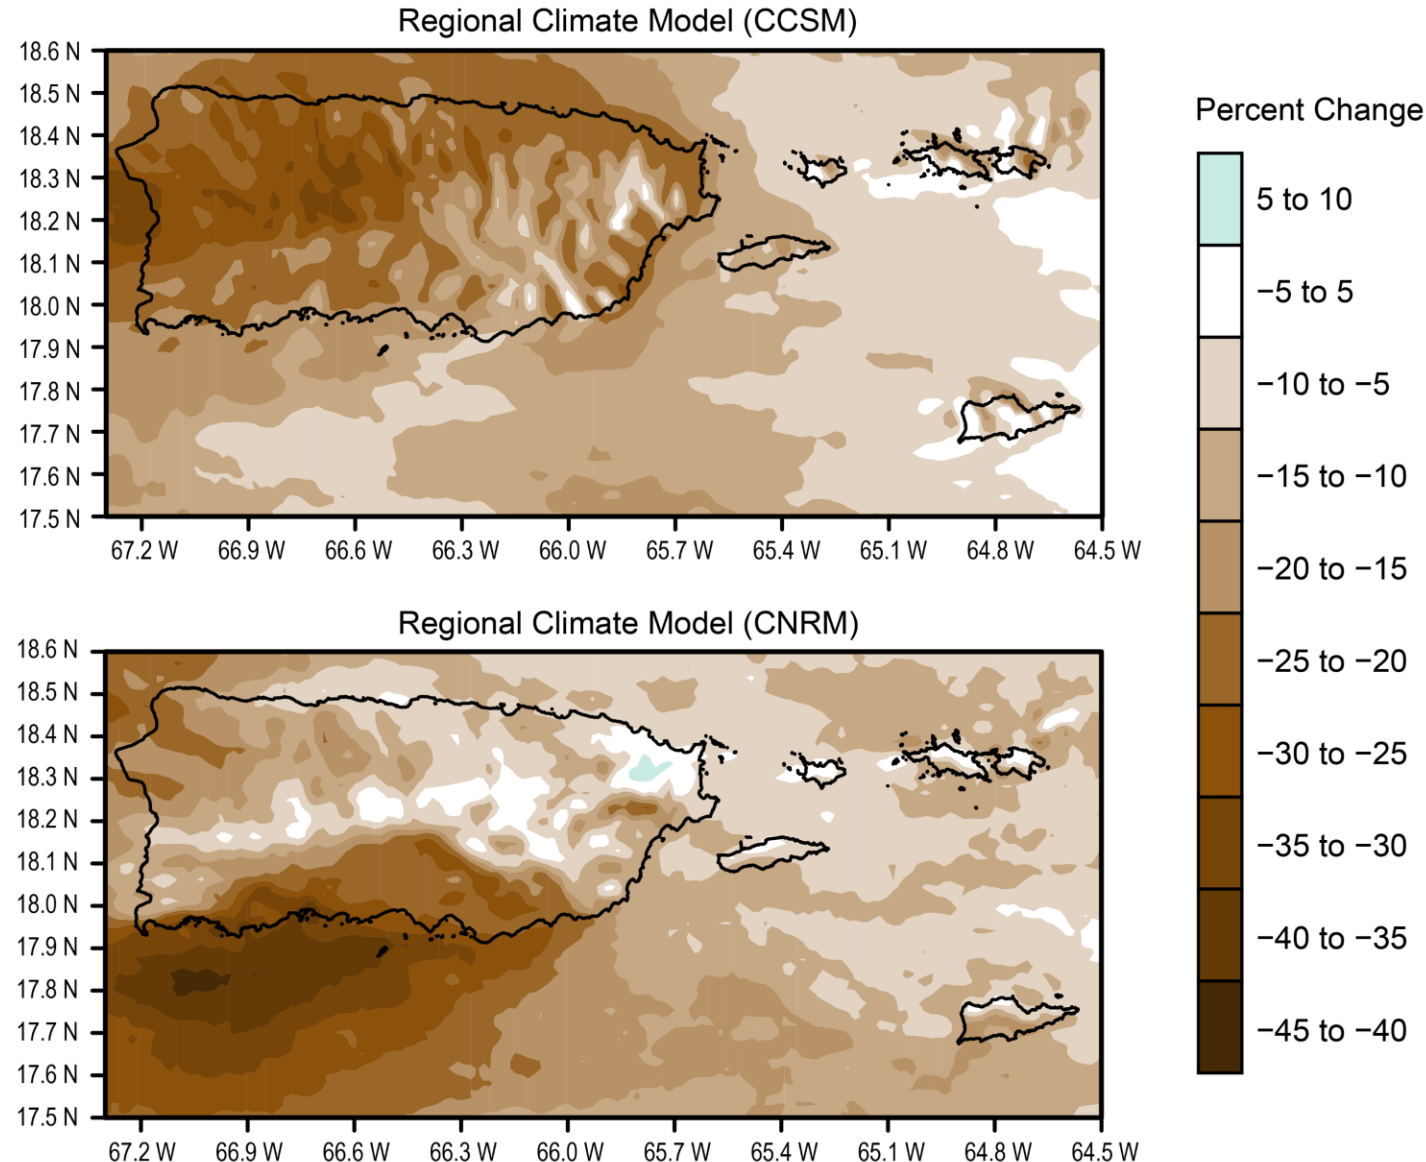 Regional Climate Model (CCSM)
18.6 N
18.5 N
18.4 N
18.3 N
18.2 N
18.1 N
18.0 N
17.9 N
17.8 N
17.7 N
17.6 N
17.5 N
67.2 W 66.9 W 66.6 W 66.3 W 66.0 W 65.7 W 65.4 W 65.1 W 64.8 W 64.5 W
Regional Climate Model (CNRM)
18.6 N
18.5 N
18.4 N
18.3 N
18.2 N
18.1 N
18.0 N
17.9 N
17.8 N
17.7 N
17.6 N
17.5 N
67.2 W 66.9 W 66.6 W 66.3 W 66.0 W 65.7 W 65.4 W 65.1 W 64.8 W 64.5 W
Percent Change
5 to 10
−5 to 5
−10 to −5
−15 to −10
−20 to −15
−25 to −20
−30 to −25
−35 to −30
−40 to −35
−45 to −40